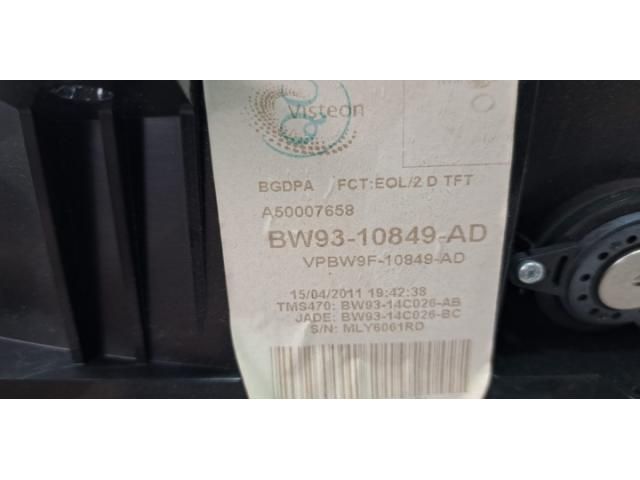 Visteon
BGDPA FCT:EOL/2 D TFT
A50007658
BW93-10849-AD
VPBW9F-10849-AD
15/04/2011 19:42:38
TMS470: BW93-14C026-AB
JADE: BW93-14C026-BC
S/N: MLY6061RD